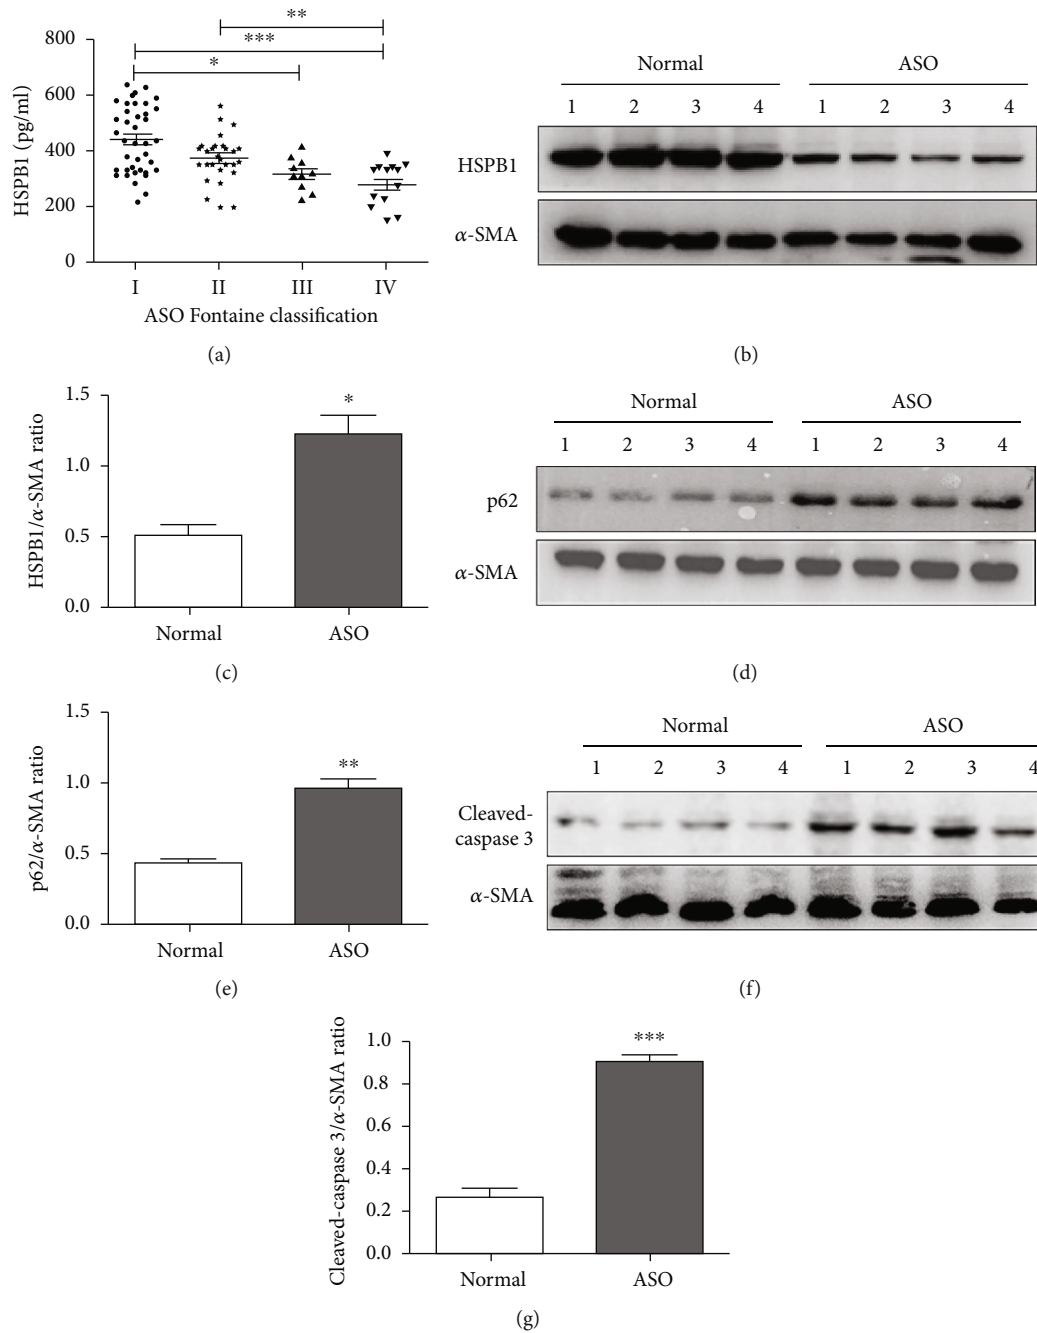 **
***
*
800
600
400
200
0
HSPB1 (pg/ml)
I II III IV
ASO Fontaine classification
(a)
Normal ASO
1 2 3 4 1 2 3 4
HSPB1
α-SMA
(b)
1.5
1.0
0.5
0.0
HSPB1/α-SMA ratio
*
Normal ASO
(c)
Normal ASO
1 2 3 4 1 2 3 4
p62
α-SMA
(d)
1.5
1.0
0.5
0.0
p62/α-SMA ratio
**
Normal ASO
(e)
Normal ASO
1 2 3 4 1 2 3 4
Cleaved-
caspase 3
α-SMA
(f)
1.0
0.8
0.6
0.4
0.2
0.0
Cleaved-caspase 3/α-SMA ratio
***
Normal ASO
(g)